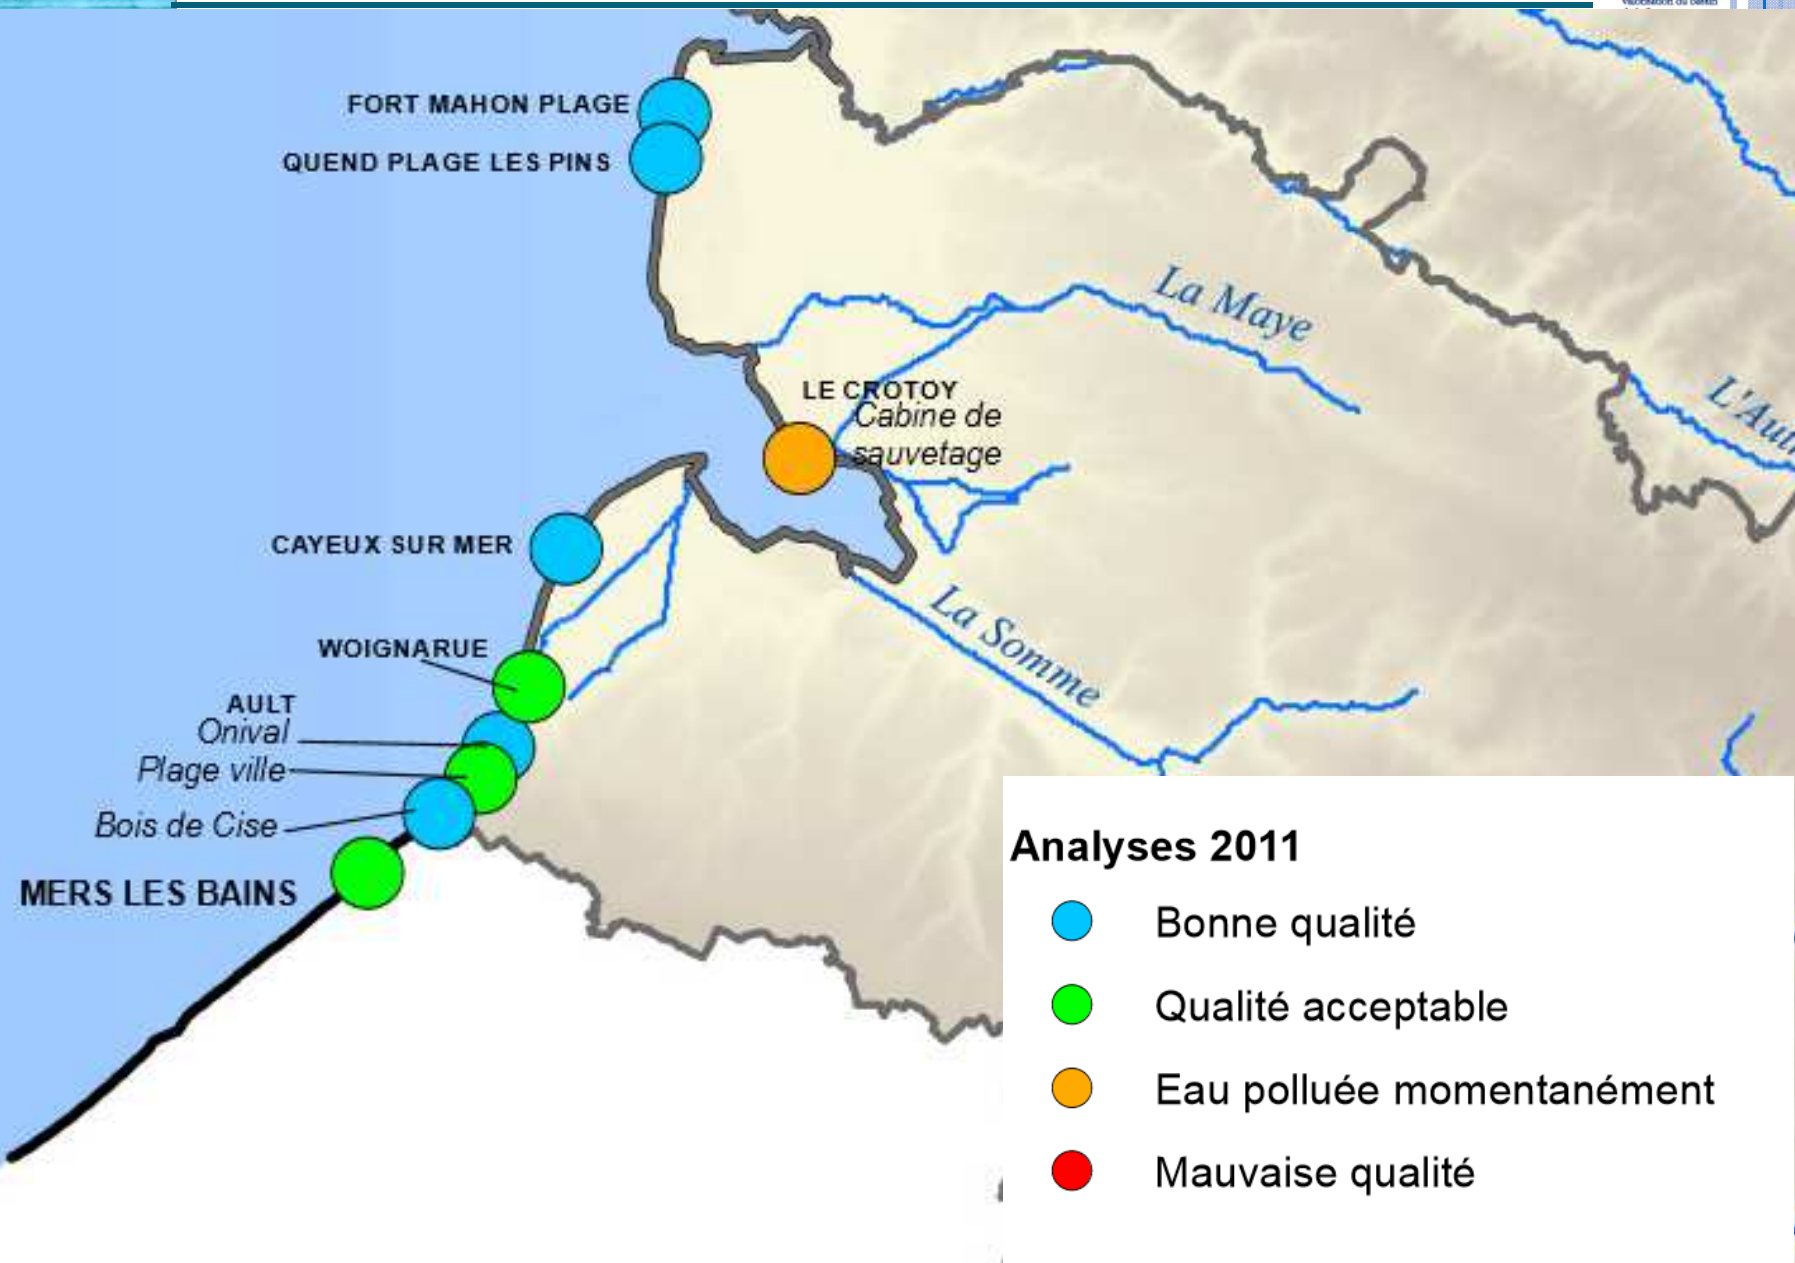 FORT MAHON PLAGE
QUEND PLAGE LES PINS
La Maye
LE CROTOY
Cabine de
sauvetage
CAYEUX SUR MER
La Somme
WOIGNARUE
AULT
Onival
Plage ville
Bois de Cise
MERS LES BAINS
Analyses 2011
Bonne qualité
Qualité acceptable
Eau polluée momentanément
Mauvaise qualité